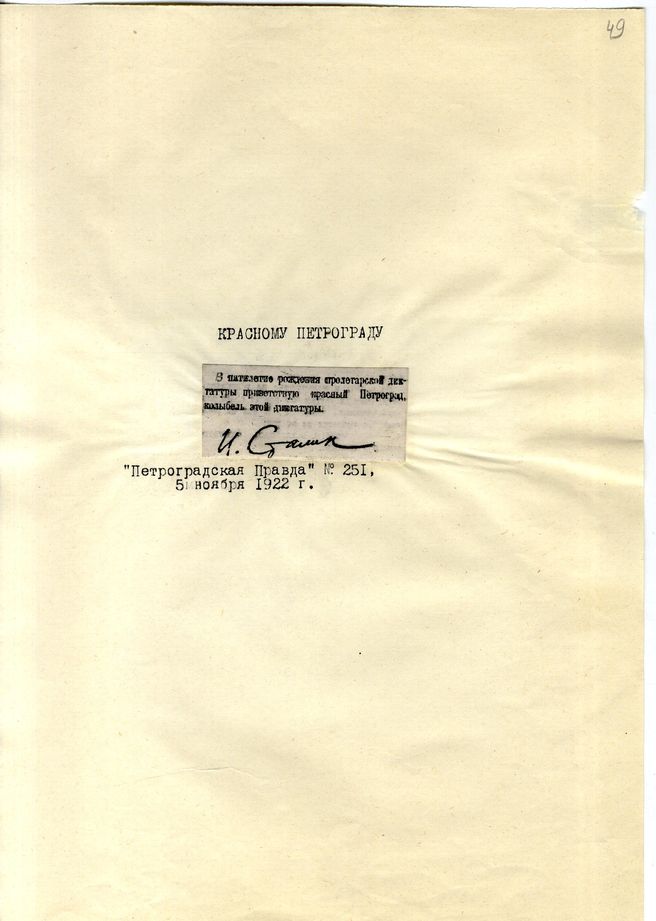 49
КРАСНОМУ ПЕТРОГРАДУ
В пятилетие рождения пролетарской дик-
татуры приветствую красный Петроград,
колыбель этой диктатуры.
И. Сталин
"Петроградская Правда" № 251,
5 ноября 1922 г.